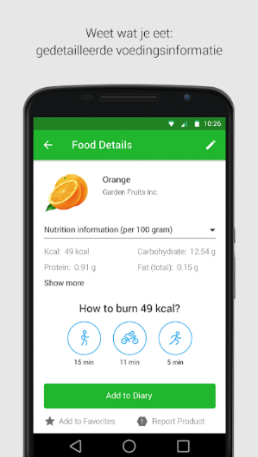 Weet wat je eet:
gedetailleerde voedingsinformatie
10:26
Food Details
Orange
Garden Fruits Inc.
Nutrition information (per 100 gram)
Kcal: 49 kcal Carbohydrate: 12.54 g
Protein: 0.91 g Fat (total): 0.15 g
Show more
How to burn 49 kcal?
15 min 11 min 5 min
Add to Diary
Add to Favorites Report Product